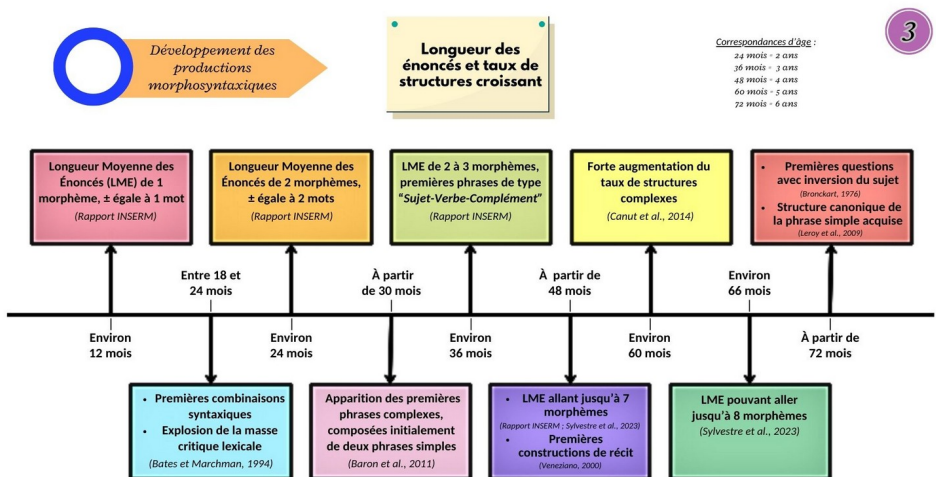 Développement des
productions
morphosyntaxiques
Longueur des
énoncés et taux de
structures croissant
Correspondances d'âge :
24 mois - 2 ans
36 mois - 3 ans
48 mois - 4 ans
60 mois - 5 ans
72 mois - 6 ans
3
Longueur Moyenne des
Énoncés (LME) de 1
morphème, ± égale à 1 mot
(Rapport INSERM)
Longueur Moyenne des
Énoncés de 2 morphèmes,
± égale à 2 mots
(Rapport INSERM)
LME de 2 à 3 morphèmes,
premières phrases de type
“Sujet-Verbe-Complément”
(Rapport INSERM)
Forte augmentation du
taux de structures
complexes
(Canut et al., 2014)
• Premières questions
avec inversion du sujet
(Bronckart, 1976)
• Structure canonique de
la phrase simple acquise
(Leroy et al., 2009)
Entre 18 et
24 mois
À partir
de 30 mois
À partir de
48 mois
Environ
66 mois
Environ
12 mois
Environ
24 mois
Environ
36 mois
Environ
60 mois
À partir de
72 mois
• Premières combinaisons
syntaxiques
• Explosion de la masse
critique lexicale
(Bates et Marchman, 1994)
Apparition des premières
phrases complexes,
composées initialement
de deux phrases simples
(Baron et al., 2011)
• LME allant jusqu’à 7
morphèmes
(Rapport INSERM ; Sylvestre et al., 2023)
• Premières
constructions de récit
(Veneziano, 2000)
LME pouvant aller
jusqu’à 8 morphèmes
(Sylvestre et al., 2023)